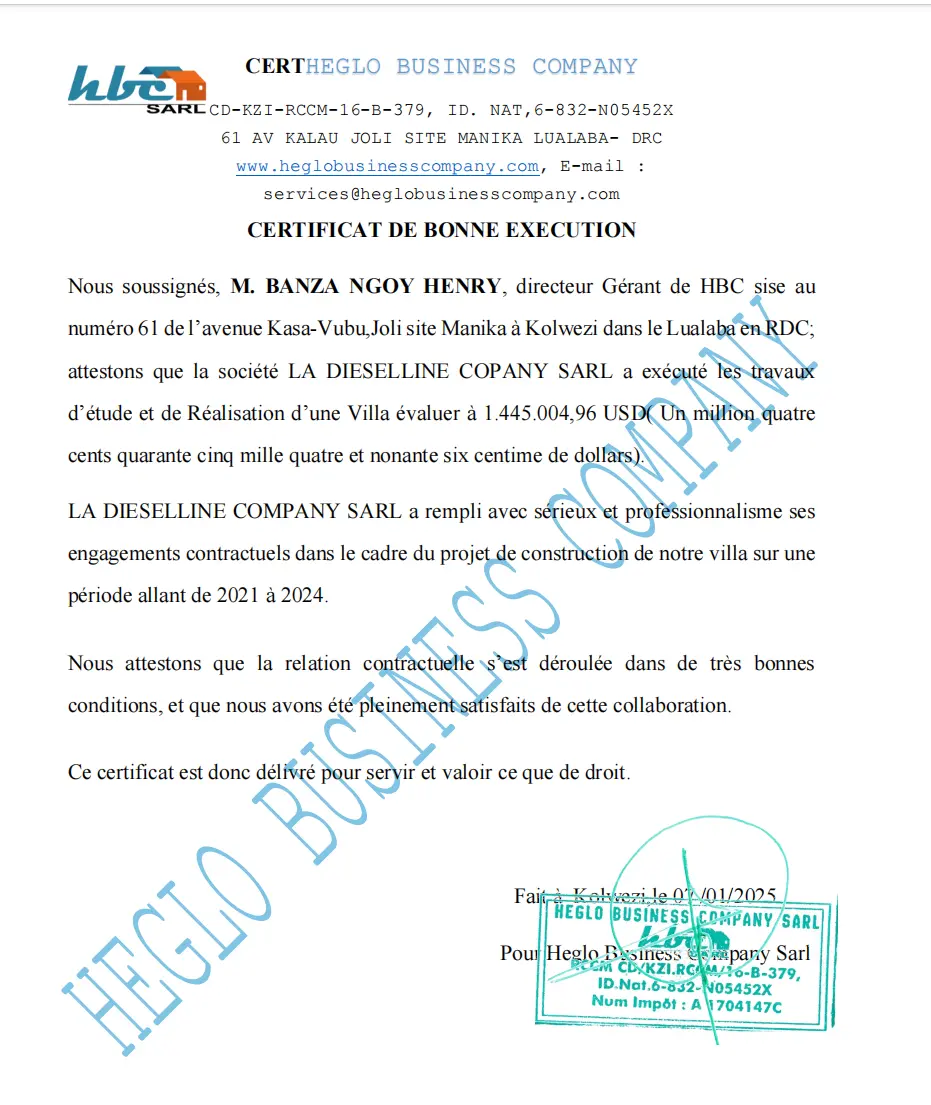 hbc
SARL
CERTHEGLO BUSINESS COMPANY
CD-KZI-RCCM-16-B-379, ID. NAT,6-832-N05452X
61 AV KALAU JOLI SITE MANIKA LUALABA- DRC
www.heglobusinesscompany.com, E-mail :
services@heglobusinesscompany.com
CERTIFICAT DE BONNE EXECUTION
Nous soussignés, M. BANZA NGOY HENRY, directeur Gérant de HBC sise au
numéro 61 de l’avenue Kasa-Vubu,Joli site Manika à Kolwezi dans le Lualaba en RDC;
attestons que la société LA DIESELLINE COPANY SARL a exécuté les travaux
d’étude et de Réalisation d’une Villa évaluer à 1.445.004,96 USD( Un million quatre
cents quarante cinq mille quatre et nonante six centime de dollars).
LA DIESELLINE COMPANY SARL a rempli avec sérieux et professionnalisme ses
engagements contractuels dans le cadre du projet de construction de notre villa sur une
période allant de 2021 à 2024.
Nous attestons que la relation contractuelle s’est déroulée dans de très bonnes
conditions, et que nous avons été pleinement satisfaits de cette collaboration.
Ce certificat est donc délivré pour servir et valoir ce que de droit.
HEGLO BUSINESS COMPANY
Fait à Kolwezi,le 07 /01/2025
Pour Heglo Business Company Sarl
HEGLO BUSINESS COMPANY SARL
hbc
RCCM CD/KZI.RCCM/16-B-379,
ID.Nat.6-832-N05452X
Num Impôt : A 1704147C